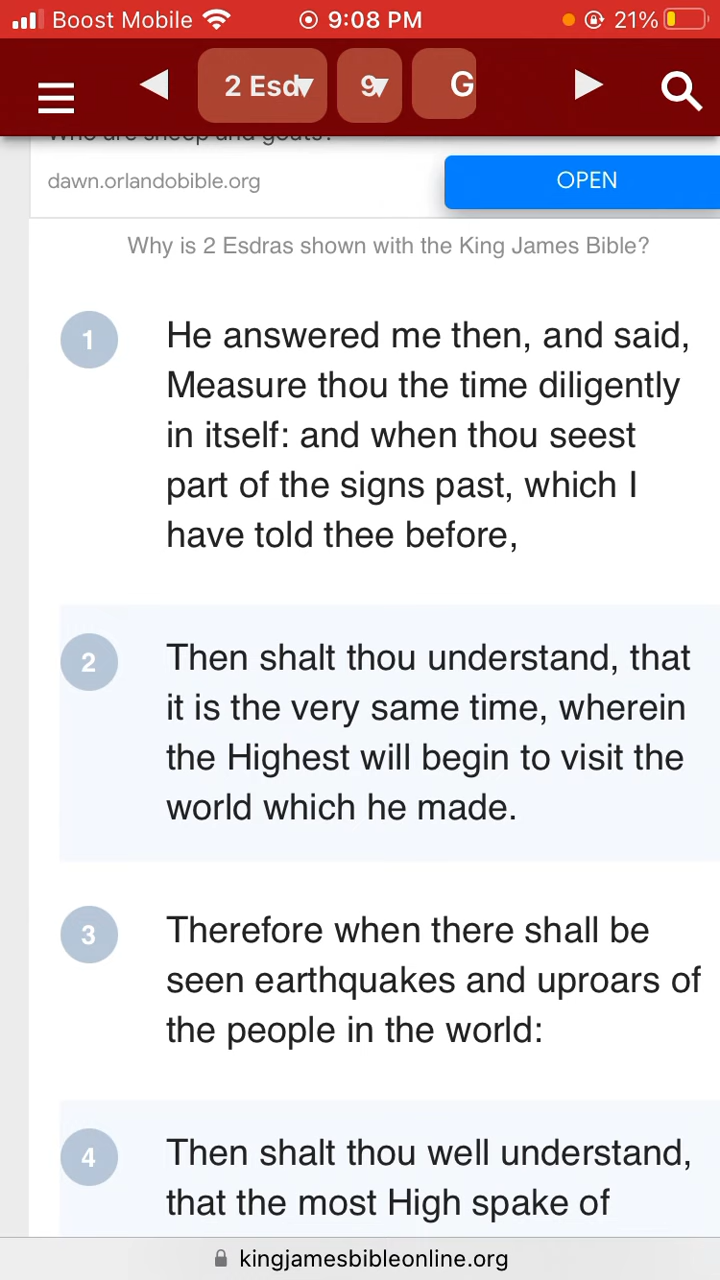 Boost Mobile 9:08 PM 21%
2 Esd 9 G
Who are sheep and goats?
dawn.orlandobible.org OPEN
Why is 2 Esdras shown with the King James Bible?
1 He answered me then, and said,
Measure thou the time diligently
in itself: and when thou seest
part of the signs past, which I
have told thee before,
2 Then shalt thou understand, that
it is the very same time, wherein
the Highest will begin to visit the
world which he made.
3 Therefore when there shall be
seen earthquakes and uproars of
the people in the world:
4 Then shalt thou well understand,
that the most High spake of
kingjamesbibleonline.org